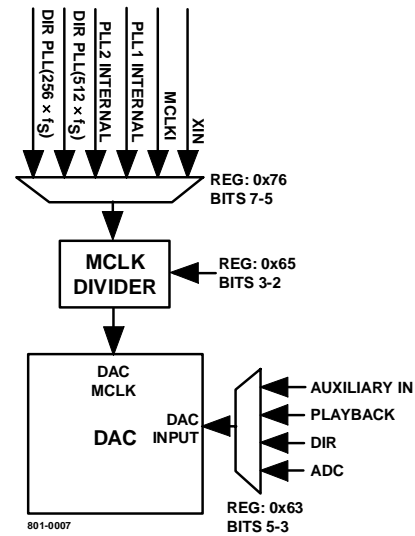 DIR PLL(256 × fS)
DIR PLL(512 × fS)
PLL2 INTERNAL
PLL1 INTERNAL
MCLKI
XIN
REG: 0x76
BITS 7-5
MCLK
DIVIDER
REG: 0x65
BITS 3-2
DAC
MCLK
DAC
DAC
INPUT
AUXILIARY IN
PLAYBACK
DIR
ADC
REG: 0x63
BITS 5-3
801-0007